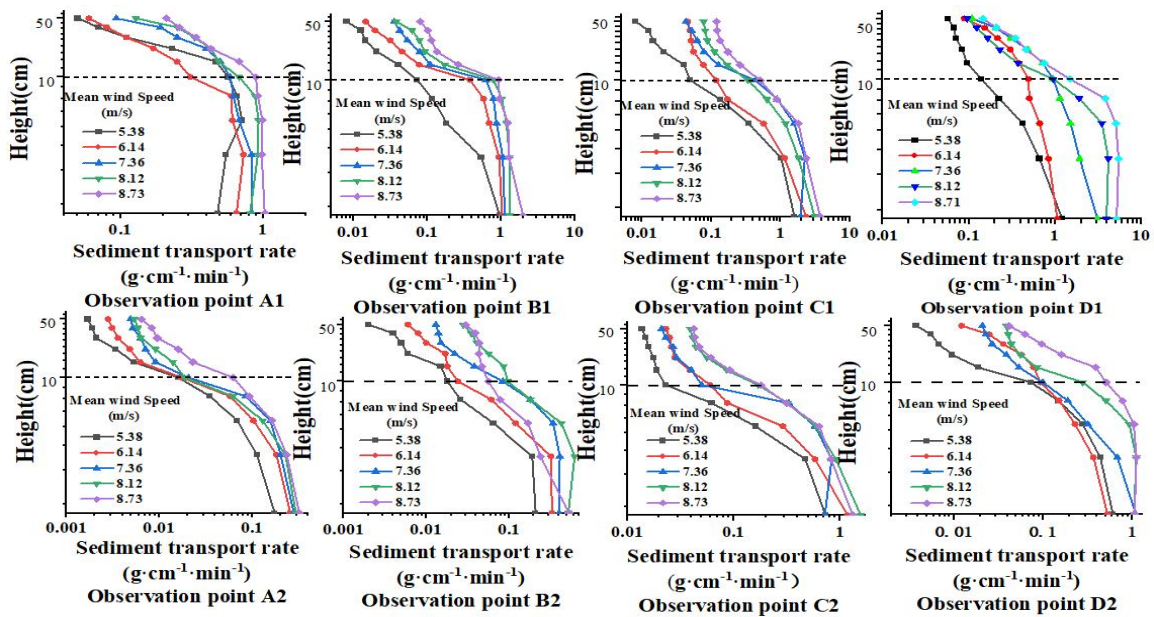 Height(cm)
50
10
Mean wind Speed
(m/s)
5.38
6.14
7.36
8.12
8.73
0.1
1
Sediment transport rate
(g·cm⁻¹·min⁻¹)
Observation point A1
Height(cm)
50
10
Mean wind Speed
(m/s)
5.38
6.14
7.36
8.12
8.73
0.01
0.1
1
10
Sediment transport rate
(g·cm⁻¹·min⁻¹)
Observation point B1
Height(cm)
50
10
Mean wind Speed
(m/s)
5.38
6.14
7.36
8.12
8.73
0.01
0.1
1
10
Sediment transport rate
(g·cm⁻¹·min⁻¹)
Observation point C1
Height(cm)
50
10
Mean wind Speed
(m/s)
5.38
6.14
7.36
8.12
8.71
0.01
0.1
1
10
Sediment transport rate
(g·cm⁻¹·min⁻¹)
Observation point D1
Height(cm)
50
10
Mean wind Speed
(m/s)
5.38
6.14
7.36
8.12
8.73
0.001
0.01
0.1
Sediment transport rate
(g·cm⁻¹·min⁻¹)
Observation point A2
Height(cm)
50
10
Mean wind Speed
(m/s)
5.38
6.14
7.36
8.12
8.73
0.001
0.01
0.1
Sediment transport rate
(g·cm⁻¹·min⁻¹)
Observation point B2
Height(cm)
50
10
Mean wind Speed
(m/s)
5.38
6.14
7.36
8.12
8.73
0.01
0.1
1
Sediment transport rate
(g·cm⁻¹·min⁻¹)
Observation point C2
Height(cm)
50
10
Mean wind Speed
(m/s)
5.38
6.14
7.36
8.12
8.73
0.01
0.1
1
Sediment transport rate
(g·cm⁻¹·min⁻¹)
Observation point D2